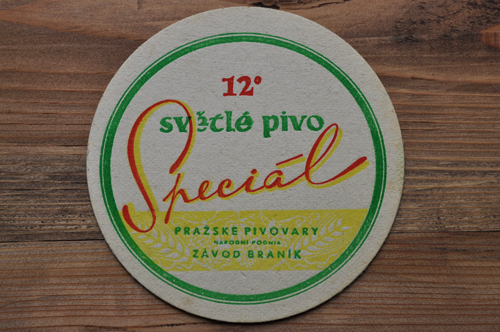 12°
světlé pivo
Speciál
PRAŽSKÉ PIVOVARY
NÁRODNÍ PODNIK
ZÁVOD BRANÍK